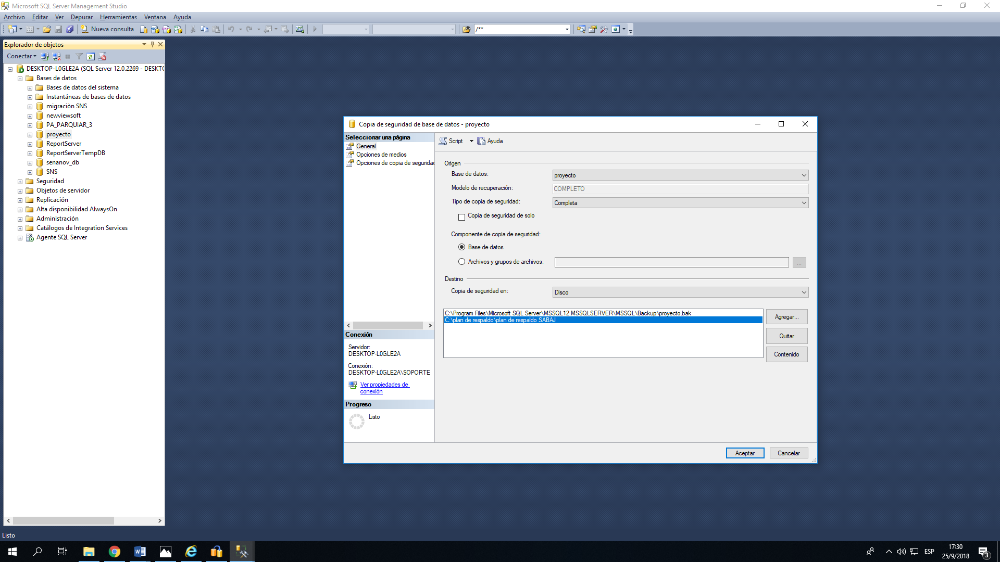 Microsoft SQL Server Management Studio
Archivo Editar Ver Depurar Herramientas Ventana Ayuda
Nueva consulta
/**
Explorador de objetos
Conectar
DESKTOP-L0GLE2A (SQL Server 12.0.2269 - DESKT
Bases de datos
Bases de datos del sistema
Instantáneas de bases de datos
migraciòn SNS
newviewsoft
PA_PARQUIAR_3
proyecto
ReportServer
ReportServerTempDB
senanov_db
SNS
Seguridad
Objetos de servidor
Replicación
Alta disponibilidad AlwaysOn
Administración
Catálogos de Integration Services
Agente SQL Server
Copia de seguridad de base de datos - proyecto
Seleccionar una página
General
Opciones de medios
Opciones de copia de seguridad
Conexión
Servidor:
DESKTOP-L0GLE2A
Conexión:
DESKTOP-L0GLE2A\SOPORTE
Ver propiedades de
conexión
Progreso
Listo
Script
Ayuda
Origen
Base de datos:
proyecto
Modelo de recuperación:
COMPLETO
Tipo de copia de seguridad:
Completa
Copia de seguridad de solo
Componente de copia de seguridad:
Base de datos
Archivos y grupos de archivos:
...
Destino
Copia de seguridad en:
Disco
C:\Program Files\Microsoft SQL Server\MSSQL12.MSSQLSERVER\MSSQL\Backup\proyecto.bak
C:\plan de respaldo\plan de respaldo SABAJ
Agregar...
Quitar
Contenido
Aceptar
Cancelar
Listo
ESP
17:30
25/9/2018
3